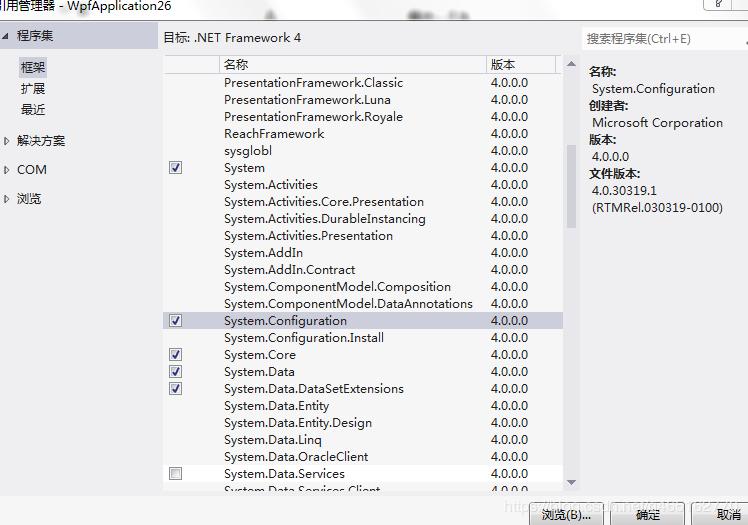 引用管理器 - WpfApplication26
程序集
框架
扩展
最近
解决方案
COM
浏览
目标: .NET Framework 4
名称 版本
PresentationFramework.Classic 4.0.0.0
PresentationFramework.Luna 4.0.0.0
PresentationFramework.Royale 4.0.0.0
ReachFramework 4.0.0.0
sysglobl 4.0.0.0
System 4.0.0.0
System.Activities 4.0.0.0
System.Activities.Core.Presentation 4.0.0.0
System.Activities.DurableInstancing 4.0.0.0
System.Activities.Presentation 4.0.0.0
System.AddIn 4.0.0.0
System.AddIn.Contract 4.0.0.0
System.ComponentModel.Composition 4.0.0.0
System.ComponentModel.DataAnnotations 4.0.0.0
System.Configuration 4.0.0.0
System.Configuration.Install 4.0.0.0
System.Core 4.0.0.0
System.Data 4.0.0.0
System.Data.DataSetExtensions 4.0.0.0
System.Data.Entity 4.0.0.0
System.Data.Entity.Design 4.0.0.0
System.Data.Linq 4.0.0.0
System.Data.OracleClient 4.0.0.0
System.Data.Services 4.0.0.0
System.Data.Services.Client 4.0.0.0
搜索程序集(Ctrl+E)
名称:
System.Configuration
创建者:
Microsoft Corporation
版本:
4.0.0.0
文件版本:
4.0.30319.1
(RTMRel.030319-0100)
浏览(B)... 确定 取消